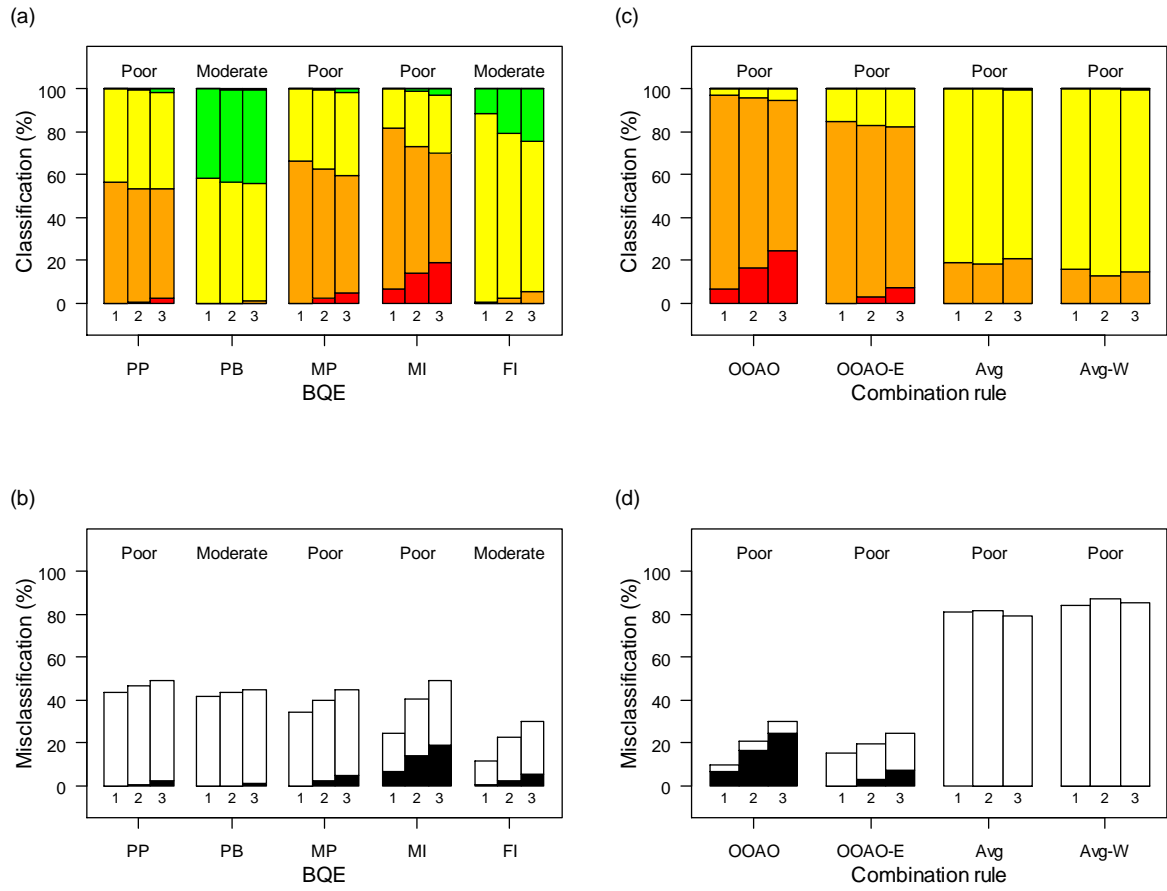 (a)
Poor Moderate Poor Poor Moderate
Classification (%)
100
80
60
40
20
0
1 2 3 1 2 3 1 2 3 1 2 3 1 2 3
PP PB MP MI FI
BQE
(c)
Poor Poor Poor Poor
Classification (%)
100
80
60
40
20
0
1 2 3 1 2 3 1 2 3 1 2 3
OOAO OOAO-E Avg Avg-W
Combination rule
(b)
Poor Moderate Poor Poor Moderate
Misclassification (%)
100
80
60
40
20
0
1 2 3 1 2 3 1 2 3 1 2 3 1 2 3
PP PB MP MI FI
BQE
(d)
Poor Poor Poor Poor
Misclassification (%)
100
80
60
40
20
0
1 2 3 1 2 3 1 2 3 1 2 3
OOAO OOAO-E Avg Avg-W
Combination rule